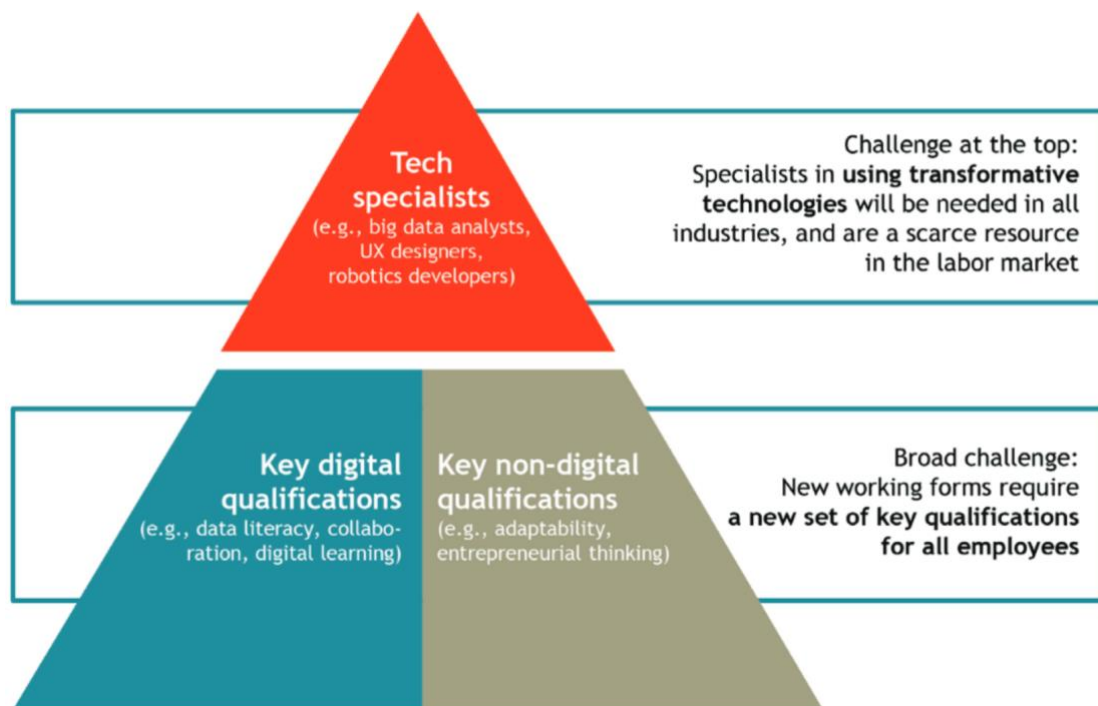 Tech
specialists
(e.g., big data analysts,
UX designers,
robotics developers)
Challenge at the top:
Specialists in using transformative
technologies will be needed in all
industries, and are a scarce resource
in the labor market
Key digital
qualifications
(e.g., data literacy, collabo-
ration, digital learning)
Key non-digital
qualifications
(e.g., adaptability,
entrepreneurial thinking)
Broad challenge:
New working forms require
a new set of key qualifications
for all employees